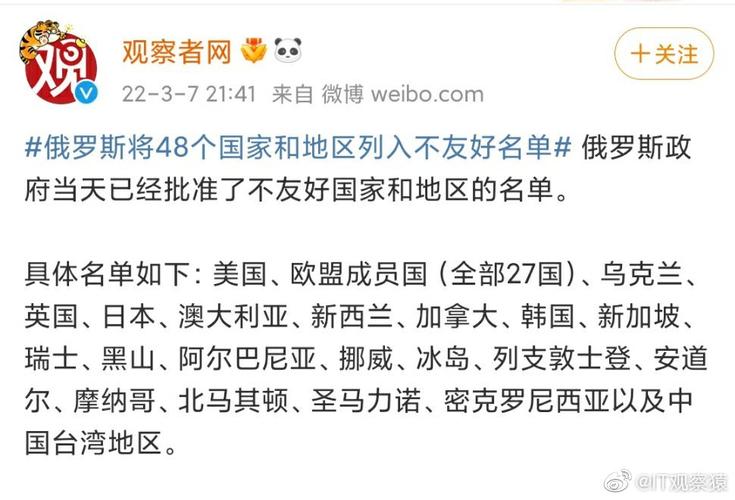 观
观察者网
＋关注
22-3-7 21:41 来自 微博 weibo.com
#俄罗斯将48个国家和地区列入不友好名单# 俄罗斯政
府当天已经批准了不友好国家和地区的名单。
具体名单如下：美国、欧盟成员国（全部27国）、乌克兰、
英国、日本、澳大利亚、新西兰、加拿大、韩国、新加坡、
瑞士、黑山、阿尔巴尼亚、挪威、冰岛、列支敦士登、安道
尔、摩纳哥、北马其顿、圣马力诺、密克罗尼西亚以及中
国台湾地区。
@IT观察猿